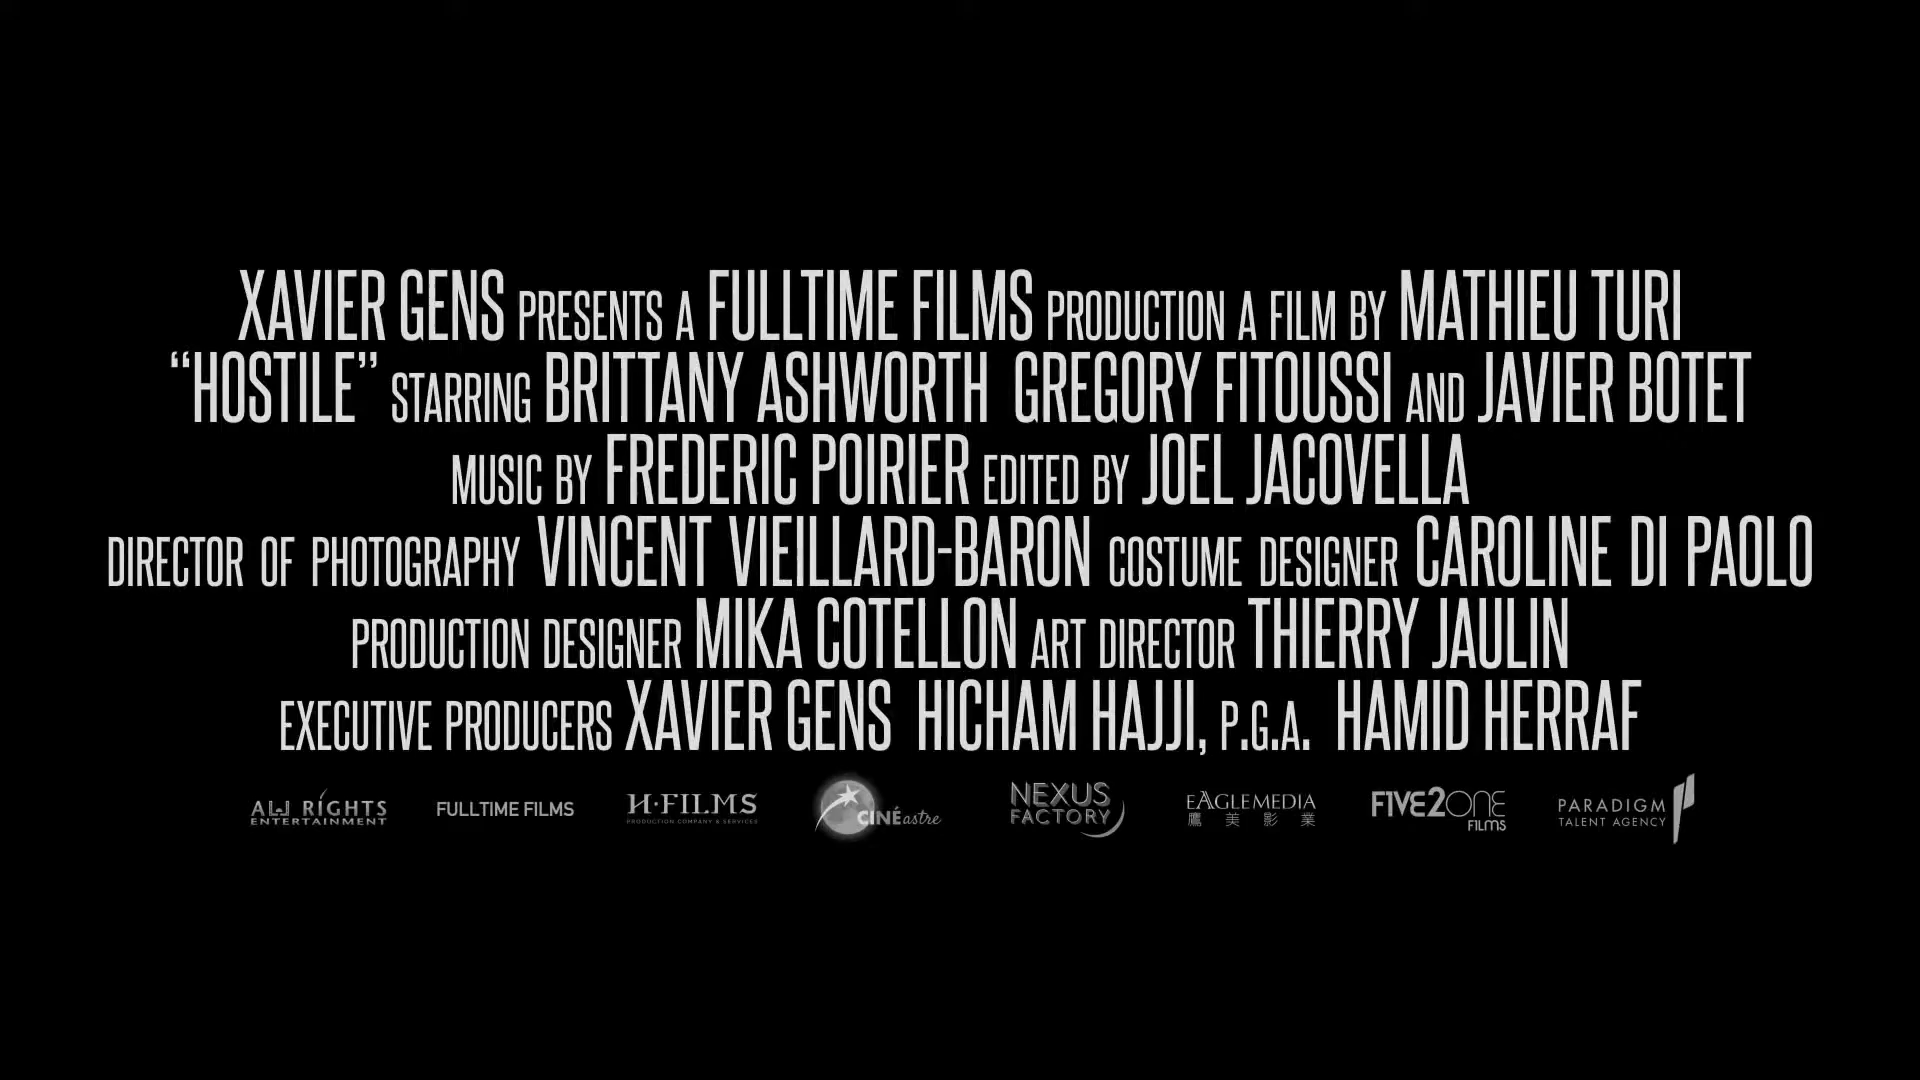 XAVIER GENS PRESENTS A FULLTIME FILMS PRODUCTION A FILM BY MATHIEU TURI
“HOSTILE” STARRING BRITTANY ASHWORTH GREGORY FITOUSSI AND JAVIER BOTET
MUSIC BY FREDERIC POIRIER EDITED BY JOEL JACOVELLA
DIRECTOR OF PHOTOGRAPHY VINCENT VIEILLARD-BARON COSTUME DESIGNER CAROLINE DI PAOLO
PRODUCTION DESIGNER MIKA COTELLON ART DIRECTOR THIERRY JAULIN
EXECUTIVE PRODUCERS XAVIER GENS HICHAM HAJJI, P.G.A. HAMID HERRAF
ALL RIGHTS
ENTERTAINMENT
FULLTIME FILMS
H·FILMS
PRODUCTION COMPANY & SERVICES
CINÉastre
NEXUS
FACTORY
EAGLEMEDIA
鷹美影業
FIVE2ONE
FILMS
PARADIGM
TALENT AGENCY